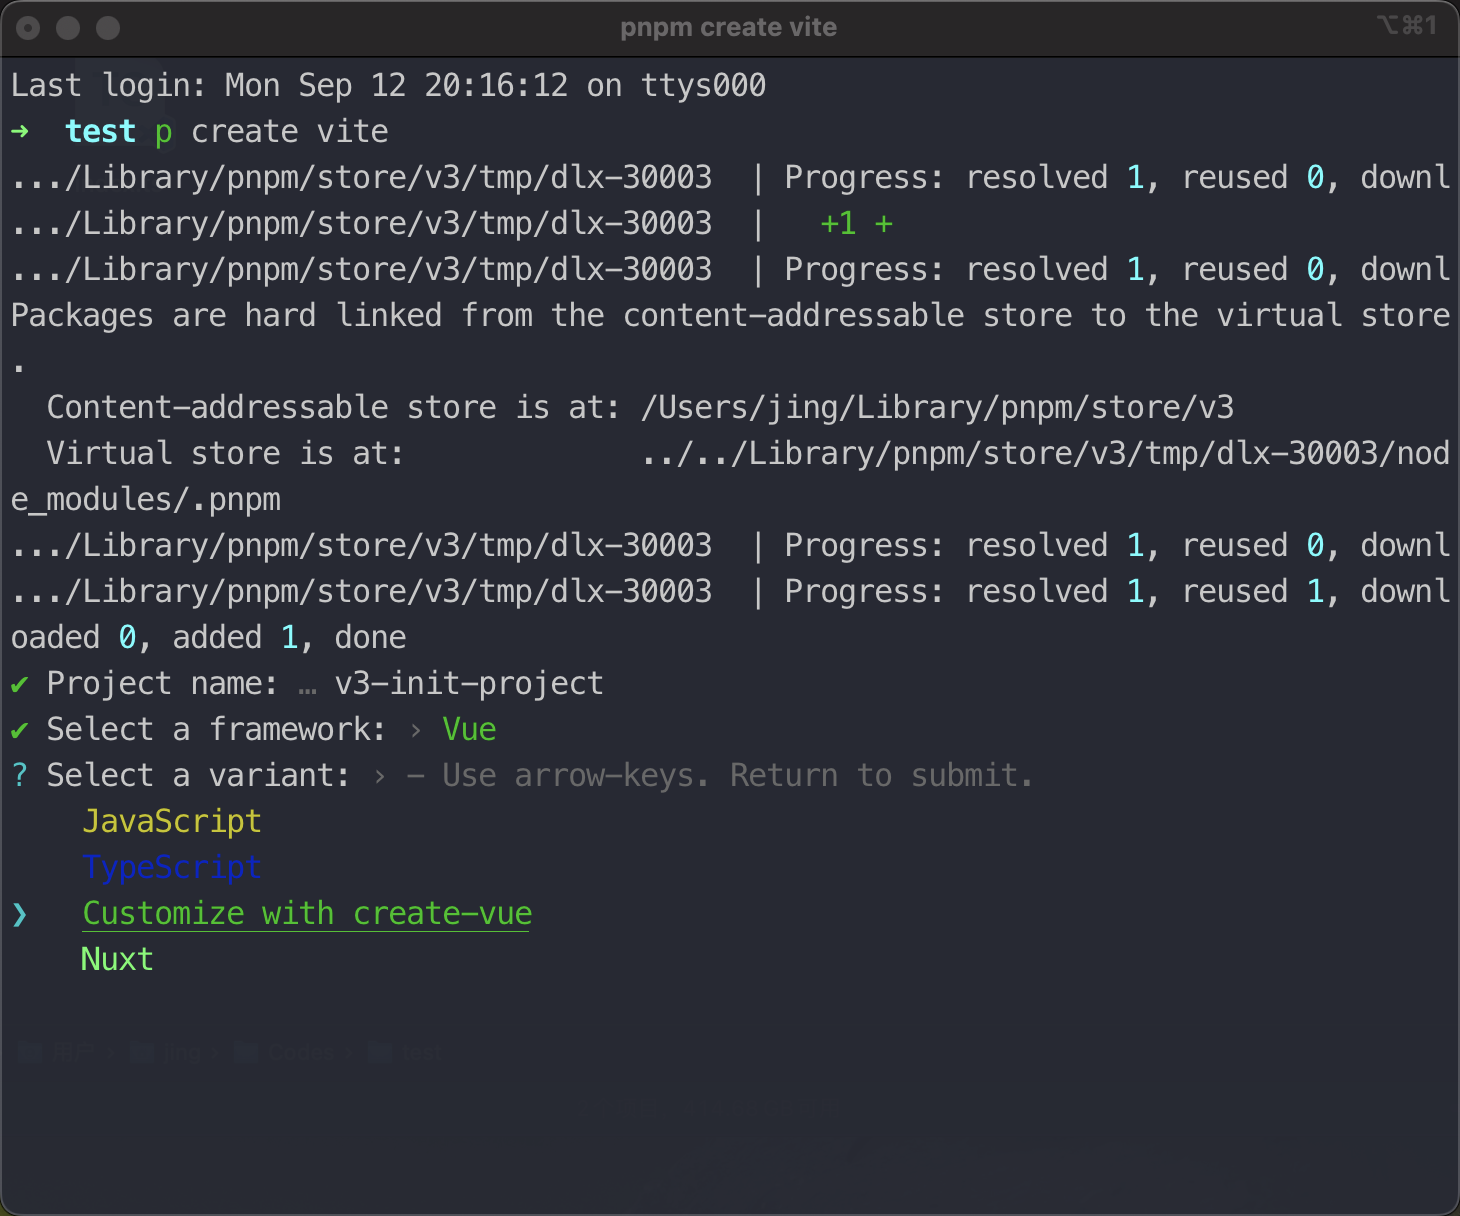 pnpm create vite
⌥⌘1
Last login: Mon Sep 12 20:16:12 on ttys000
➜  test p create vite
.../Library/pnpm/store/v3/tmp/dlx-30003  | Progress: resolved 1, reused 0, downl
.../Library/pnpm/store/v3/tmp/dlx-30003  |   +1 +
.../Library/pnpm/store/v3/tmp/dlx-30003  | Progress: resolved 1, reused 0, downl
Packages are hard linked from the content-addressable store to the virtual store
.
  Content-addressable store is at: /Users/jing/Library/pnpm/store/v3
  Virtual store is at:             ../../Library/pnpm/store/v3/tmp/dlx-30003/nod
e_modules/.pnpm
.../Library/pnpm/store/v3/tmp/dlx-30003  | Progress: resolved 1, reused 0, downl
.../Library/pnpm/store/v3/tmp/dlx-30003  | Progress: resolved 1, reused 1, downl
oaded 0, added 1, done
✔ Project name: … v3-init-project
✔ Select a framework: › Vue
? Select a variant: › - Use arrow-keys. Return to submit.
    JavaScript
    TypeScript
❯   Customize with create-vue
    Nuxt